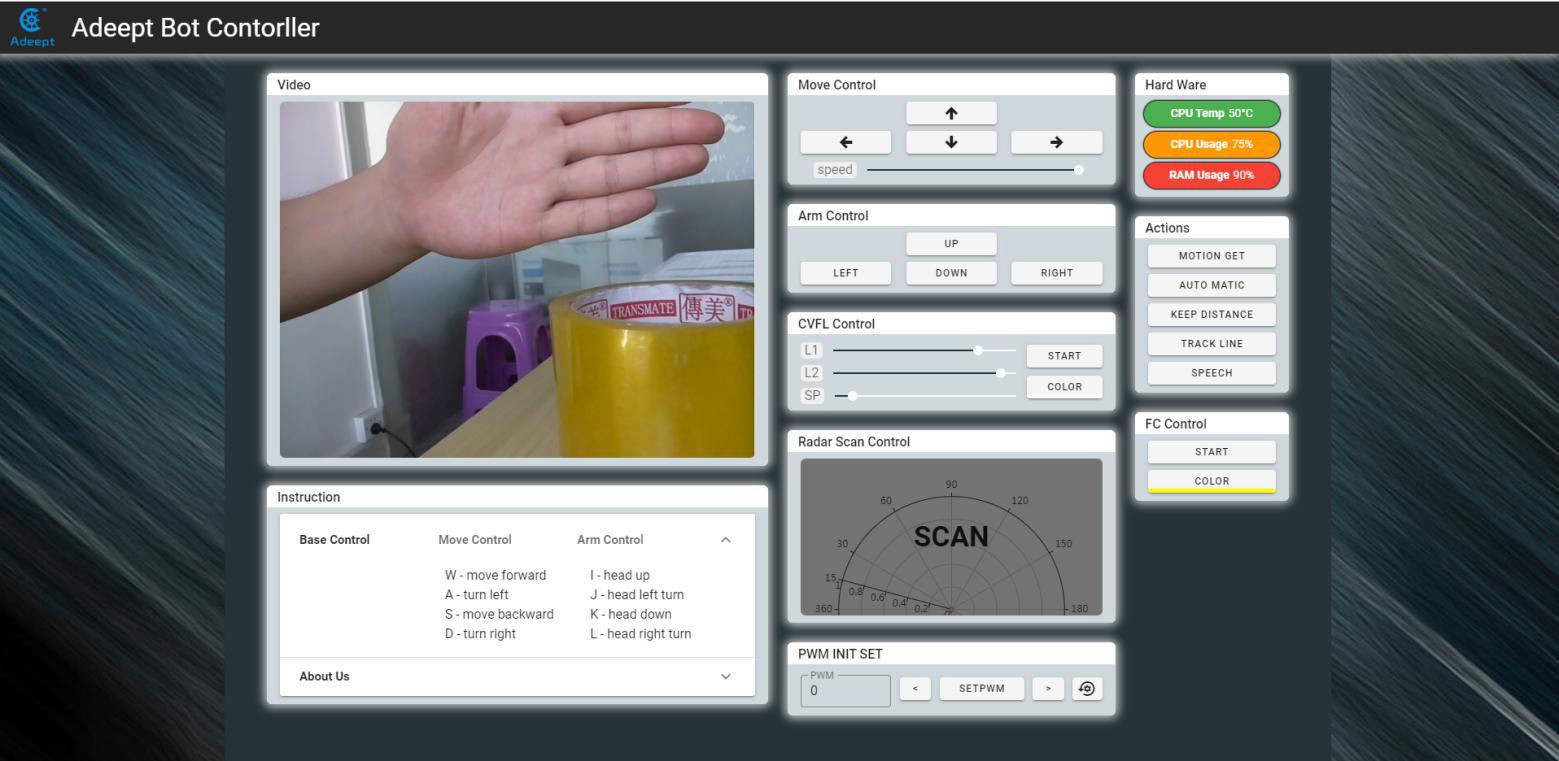 Adeept
Adeept Bot Contorller
Video
TRANSMATE 傳美®
Instruction
Base Control Move Control Arm Control
W - move forward I - head up
A - turn left J - head left turn
S - move backward K - head down
D - turn right L - head right turn
About Us
Move Control
speed
Arm Control
UP
LEFT DOWN RIGHT
CVFL Control
L1
START
L2
COLOR
SP
Radar Scan Control
90
60 120
SCAN
30 150
15
1 0.8 0.6 0.4 0.2 0
360 180
PWM INIT SET
PWM
0 < SETPWM >
Hard Ware
CPU Temp 50°C
CPU Usage 75%
RAM Usage 90%
Actions
MOTION GET
AUTO MATIC
KEEP DISTANCE
TRACK LINE
SPEECH
FC Control
START
COLOR